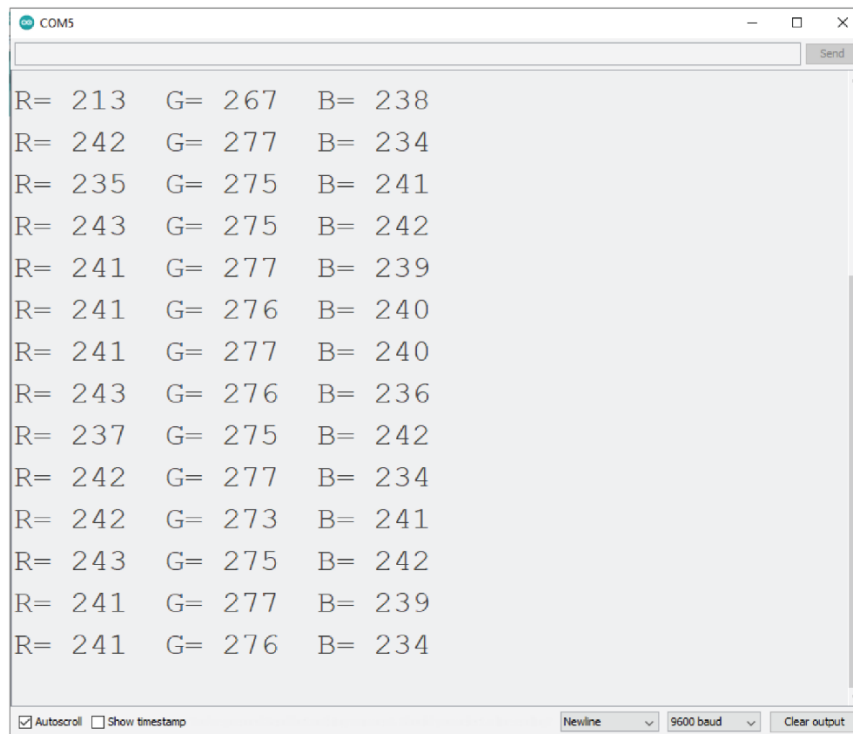 COM5
Send
R= 213 G= 267 B= 238
R= 242 G= 277 B= 234
R= 235 G= 275 B= 241
R= 243 G= 275 B= 242
R= 241 G= 277 B= 239
R= 241 G= 276 B= 240
R= 241 G= 277 B= 240
R= 243 G= 276 B= 236
R= 237 G= 275 B= 242
R= 242 G= 277 B= 234
R= 242 G= 273 B= 241
R= 243 G= 275 B= 242
R= 241 G= 277 B= 239
R= 241 G= 276 B= 234
Autoscroll Show timestamp Newline 9600 baud Clear output